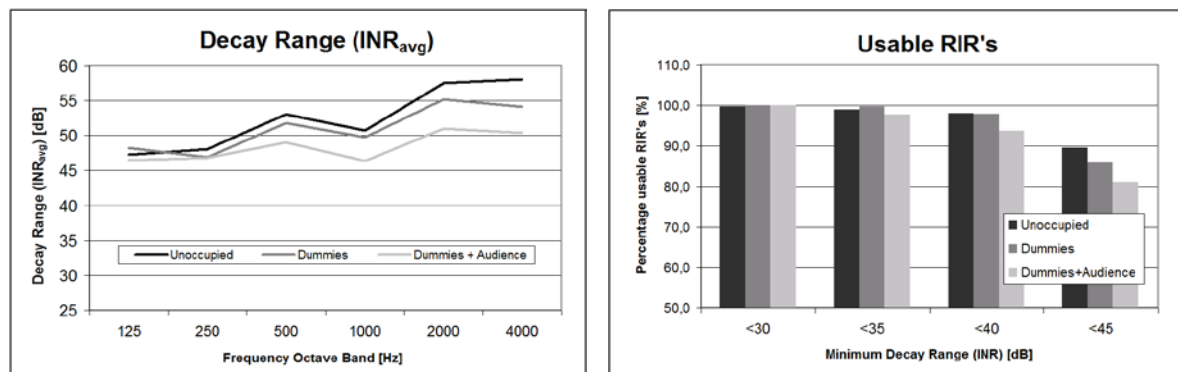 Decay Range (INRavg)
Decay Range (INRavg) [dB]
60
55
50
45
40
35
30
25
Unoccupied Dummies Dummies + Audience
125 250 500 1000 2000 4000
Frequency Octave Band [Hz]
Usable RIR's
Percentage usable RIR's [%]
110,0
100,0
90,0
80,0
70,0
60,0
50,0
Unoccupied
Dummies
Dummies+Audience
<30 <35 <40 <45
Minimum Decay Range (INR) [dB]